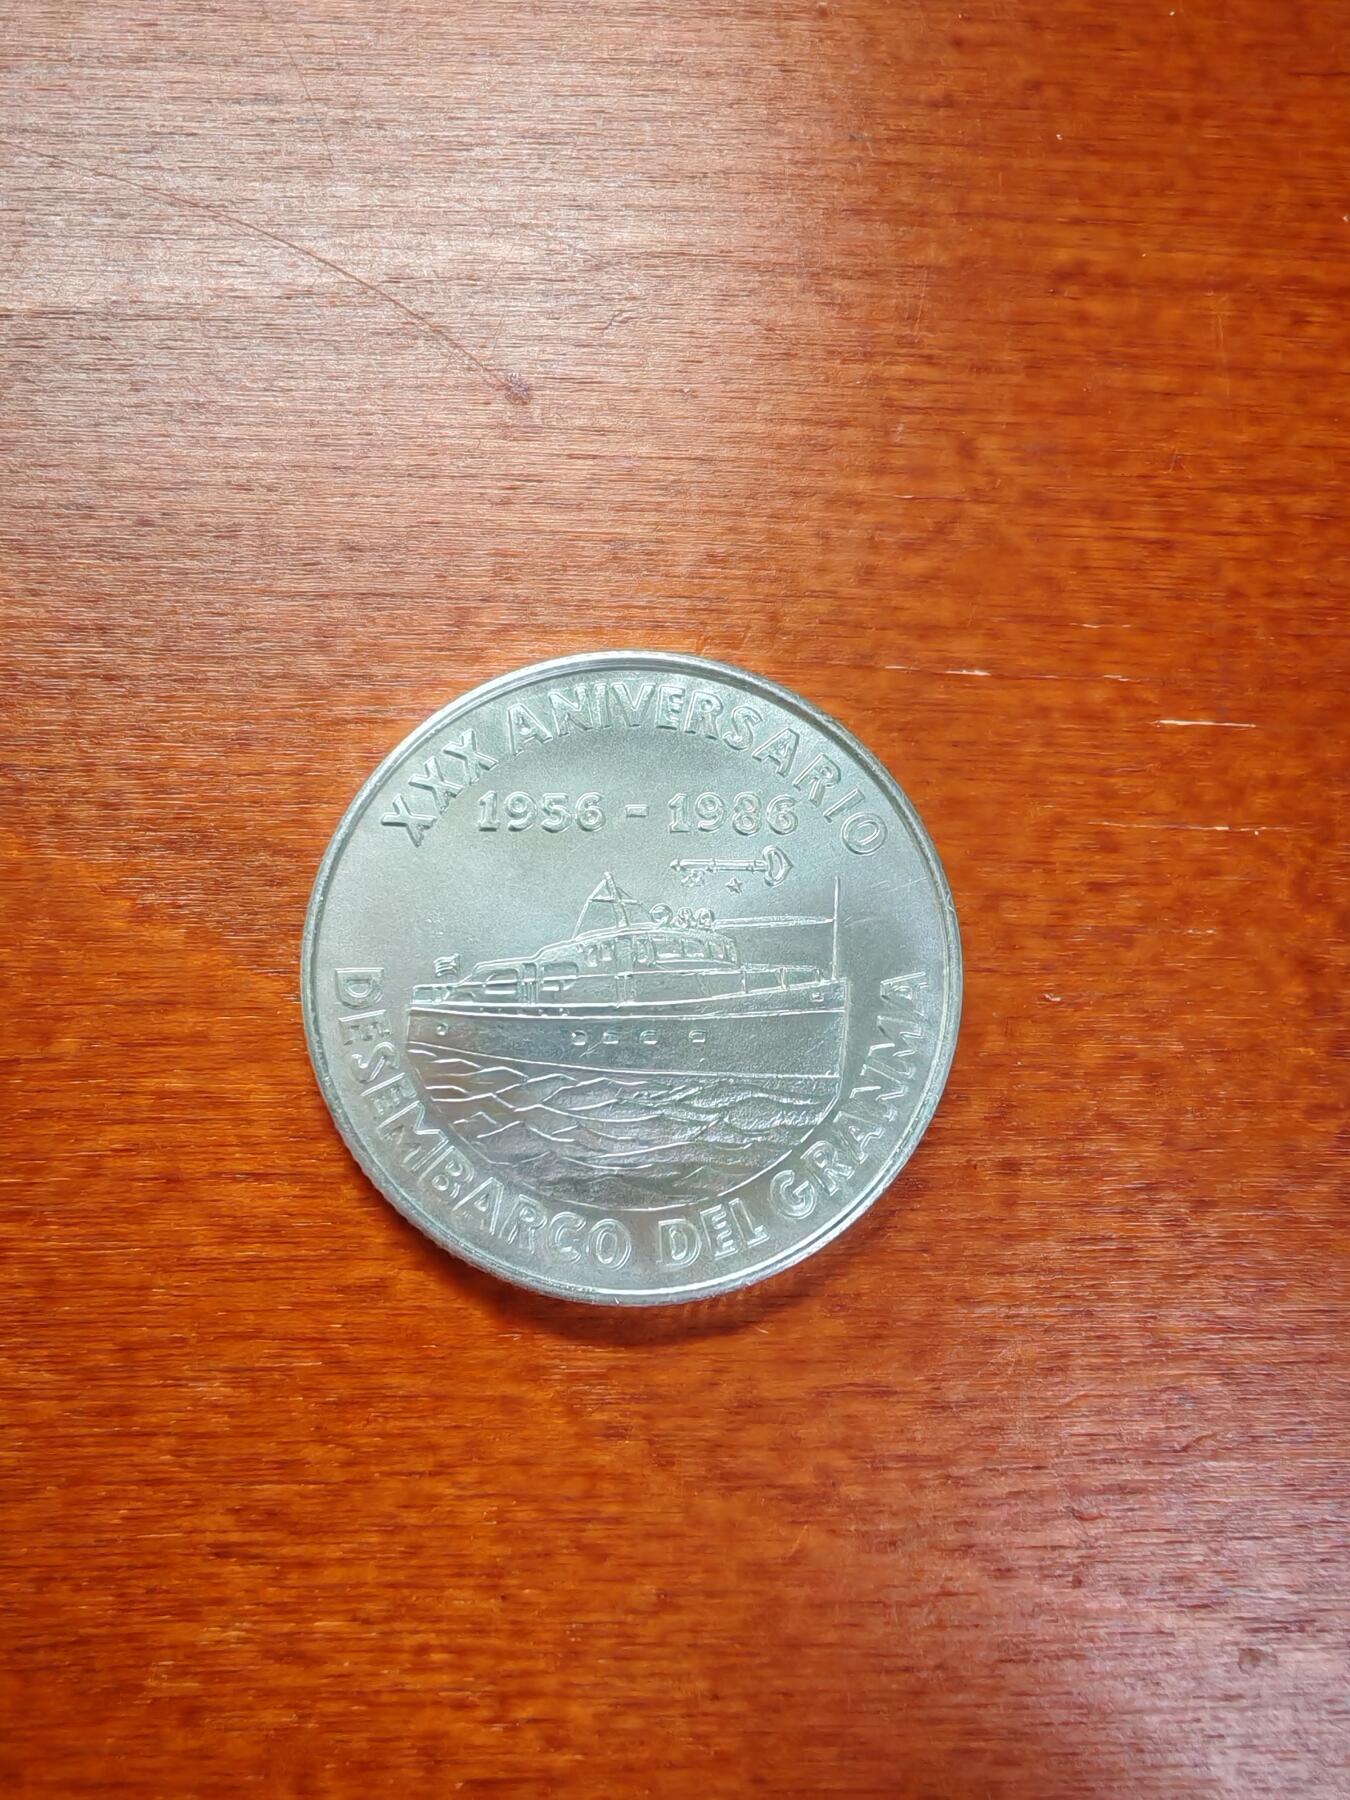 XXX ANIVERSARIO
1956 - 1986
DESEMBARCO DEL GRANMA